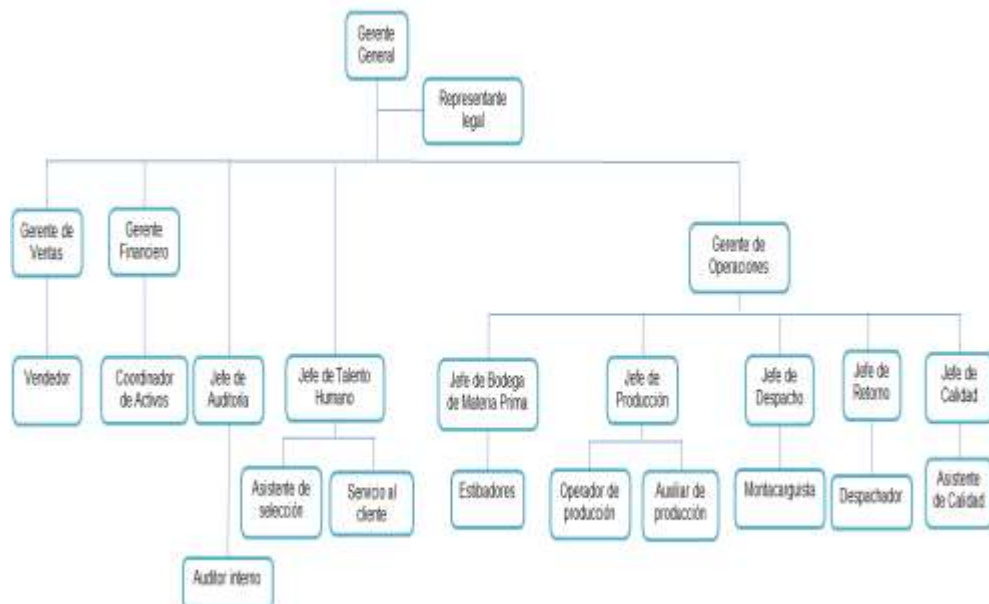 Gerente
General
Representante
legal
Gerente de
Ventas
Gerente
Financiero
Gerente de
Operaciones
Vendedor
Coordinador
de Activos
Jefe de
Auditoria
Jefe de Talento
Humano
Jefe de Bodega
de Materia Prima
Jefe de
Producción
Jefe de
Despacho
Jefe de
Retorno
Jefe de
Calidad
Asistente de
selección
Servicio al
cliente
Estibadores
Operador de
producción
Auxiliar de
producción
Montacarguista
Despachador
Asistente
de Calidad
Auditor interno